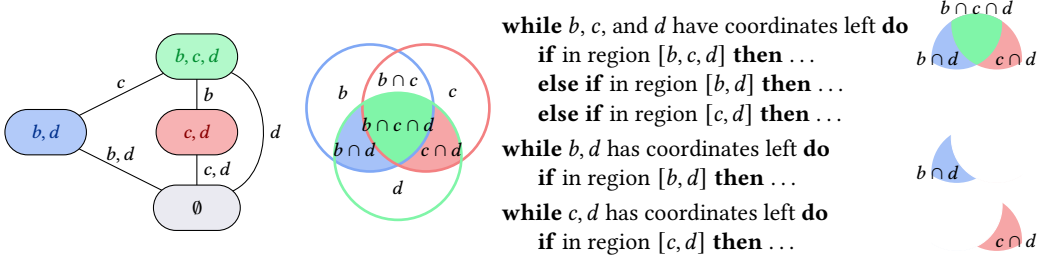 b, c, d
c
b
d
b, d
c, d
b, d
c, d
∅
b
b ∩ c
c
b ∩ c ∩ d
b ∩ d
c ∩ d
d
while b, c, and d have coordinates left do
if in region [b, c, d] then . . .
else if in region [b, d] then . . .
else if in region [c, d] then . . .
while b, d has coordinates left do
if in region [b, d] then . . .
while c, d has coordinates left do
if in region [c, d] then . . .
b ∩ c ∩ d
b ∩ d
c ∩ d
b ∩ d
c ∩ d